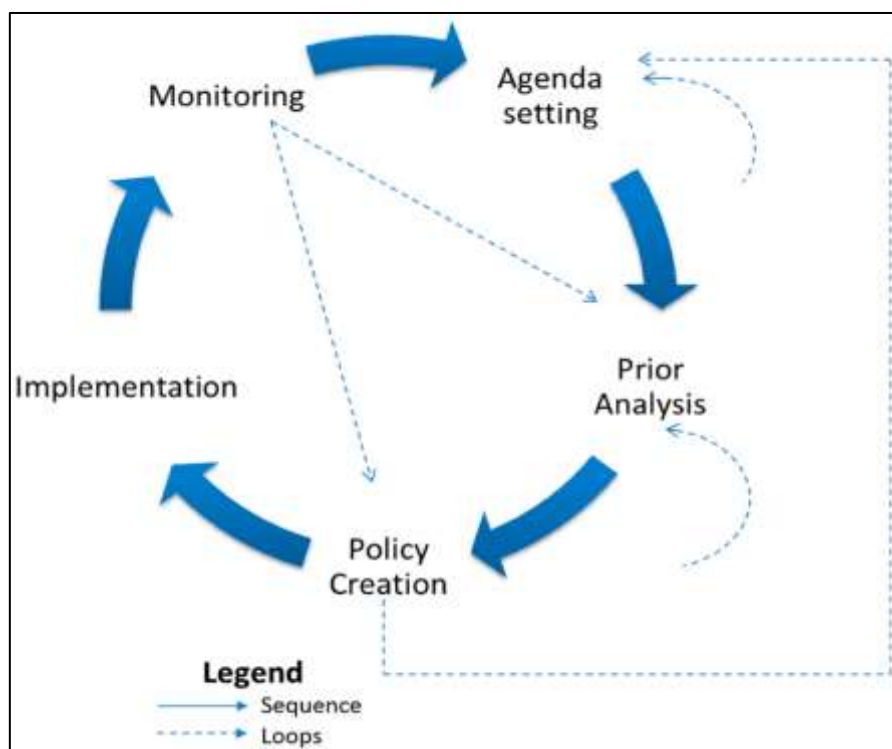 Monitoring
Agenda
setting
Prior
Analysis
Implementation
Policy
Creation
Legend
Sequence
Loops